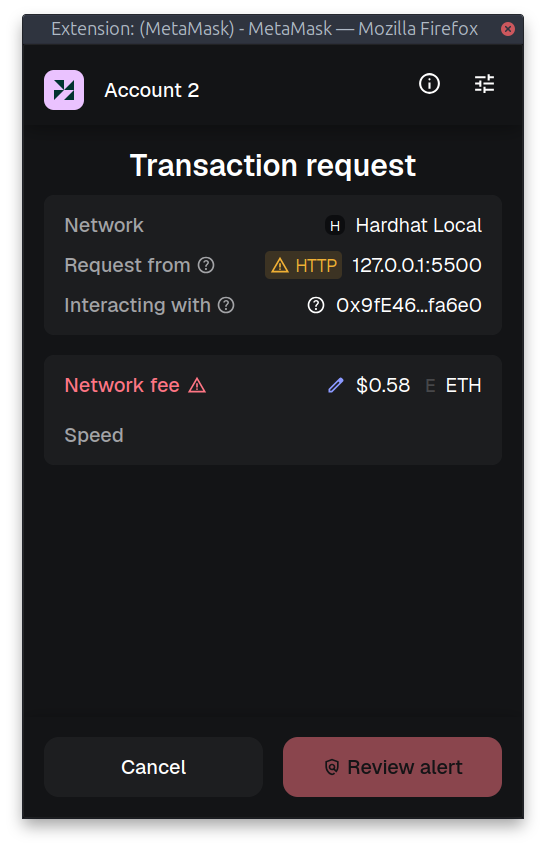 Extension: (MetaMask) - MetaMask — Mozilla Firefox
Account 2
Transaction request
Network H Hardhat Local
Request from HTTP 127.0.0.1:5500
Interacting with 0x9fE46...fa6e0
Network fee $0.58 E ETH
Speed
Cancel Review alert